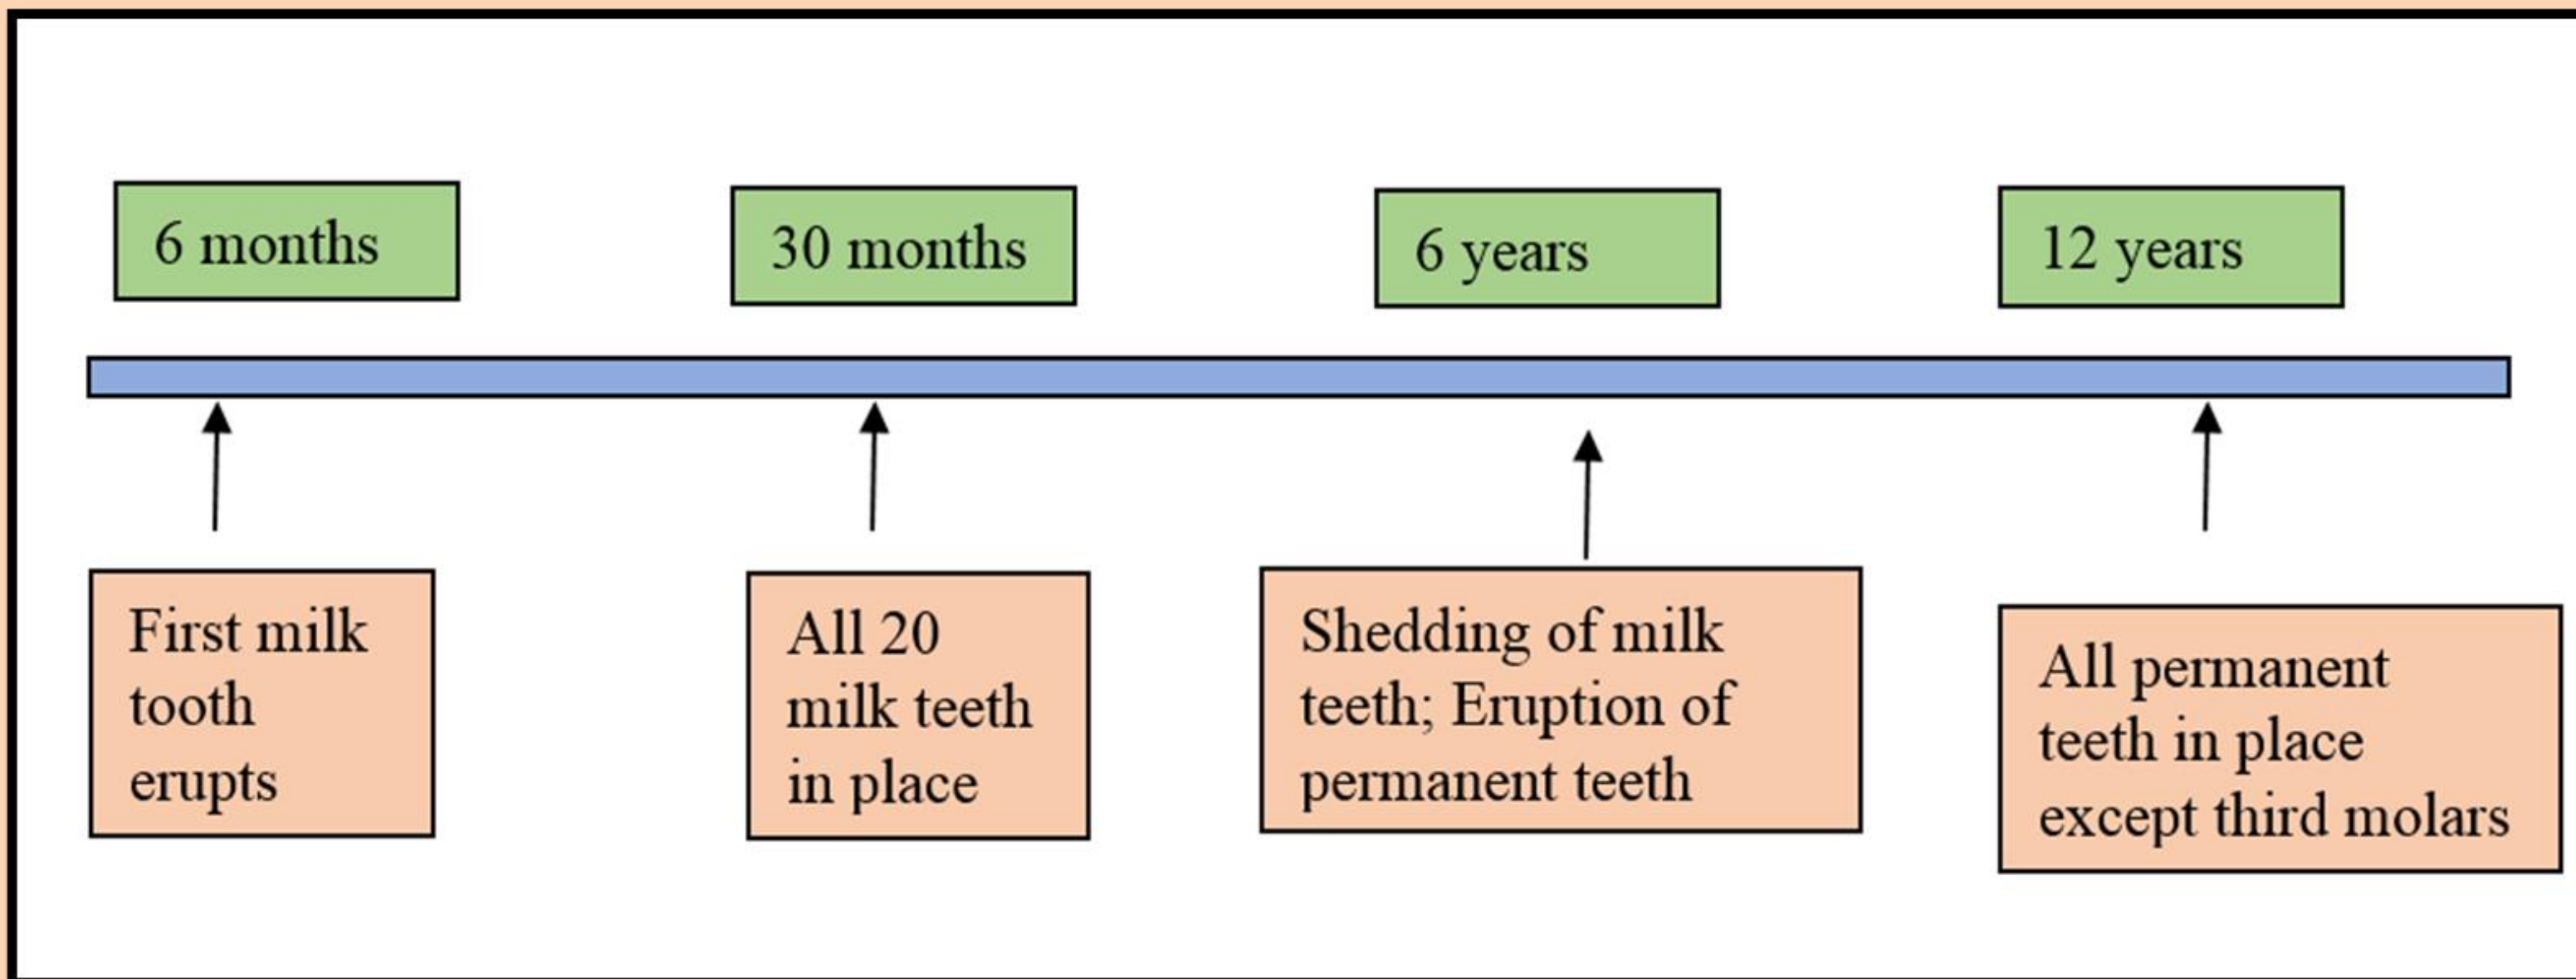 6 months
30 months
6 years
12 years
First milk
tooth
erupts
All 20
milk teeth
in place
Shedding of milk
teeth; Eruption of
permanent teeth
All permanent
teeth in place
except third molars